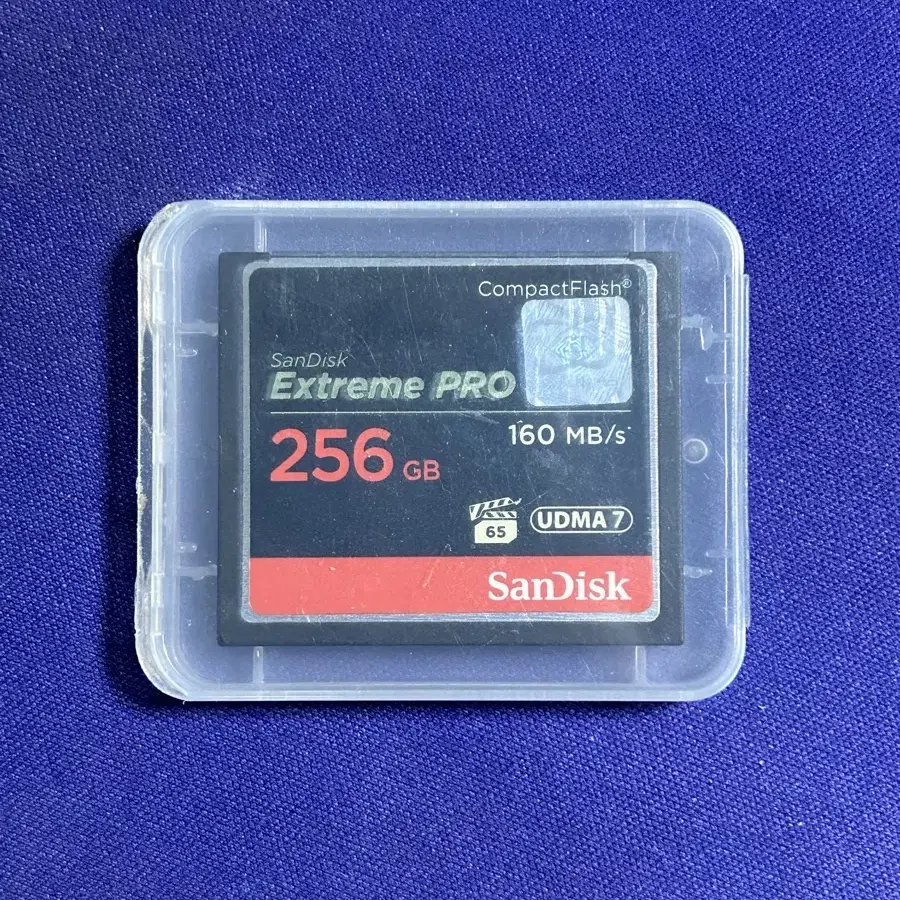 CompactFlash®
SanDisk
Extreme PRO
256 GB
160 MB/s*
65
UDMA 7
SanDisk